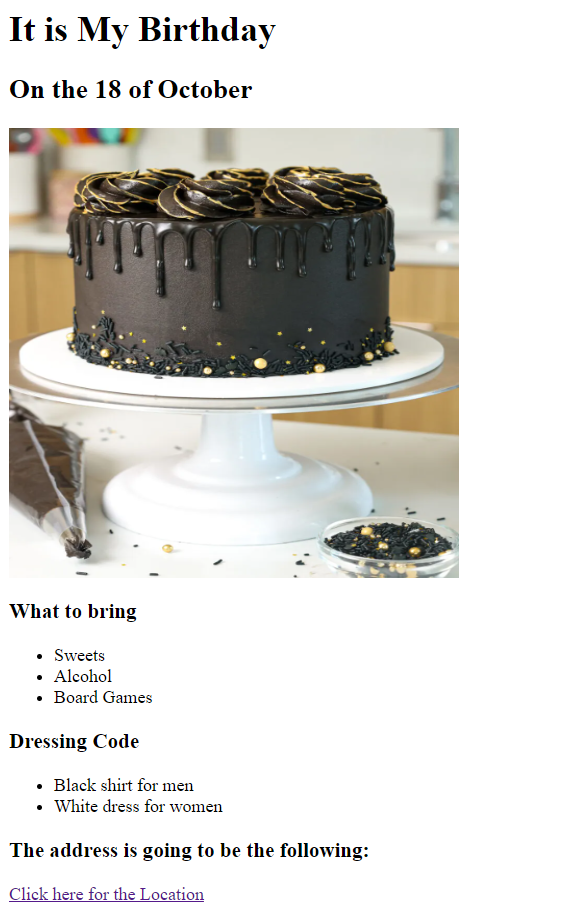 It is My Birthday
On the 18 of October
What to bring
Sweets
Alcohol
Board Games
Dressing Code
Black shirt for men
White dress for women
The address is going to be the following:
Click here for the Location